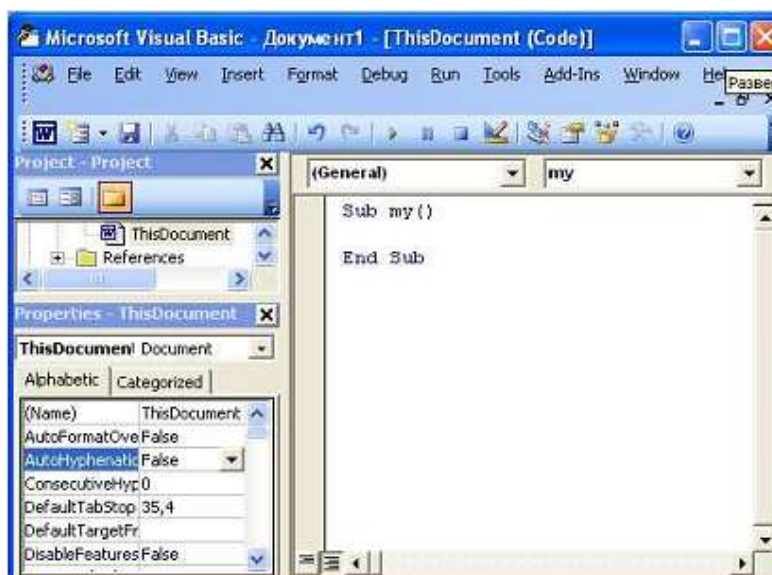 Microsoft Visual Basic - Документ1 - [ThisDocument (Code)]
File Edit View Insert Format Debug Run Tools Add-Ins Window Hel
Разве
Project - Project
ThisDocument
References
Properties - ThisDocument
ThisDocument Document
Alphabetic Categorized
(Name) ThisDocument
AutoFormatOve False
AutoHyphenatic False
ConsecutiveHyp 0
DefaultTabStop 35,4
DefaultTargetFr
DisableFeatures False
(General) my
Sub my()
End Sub